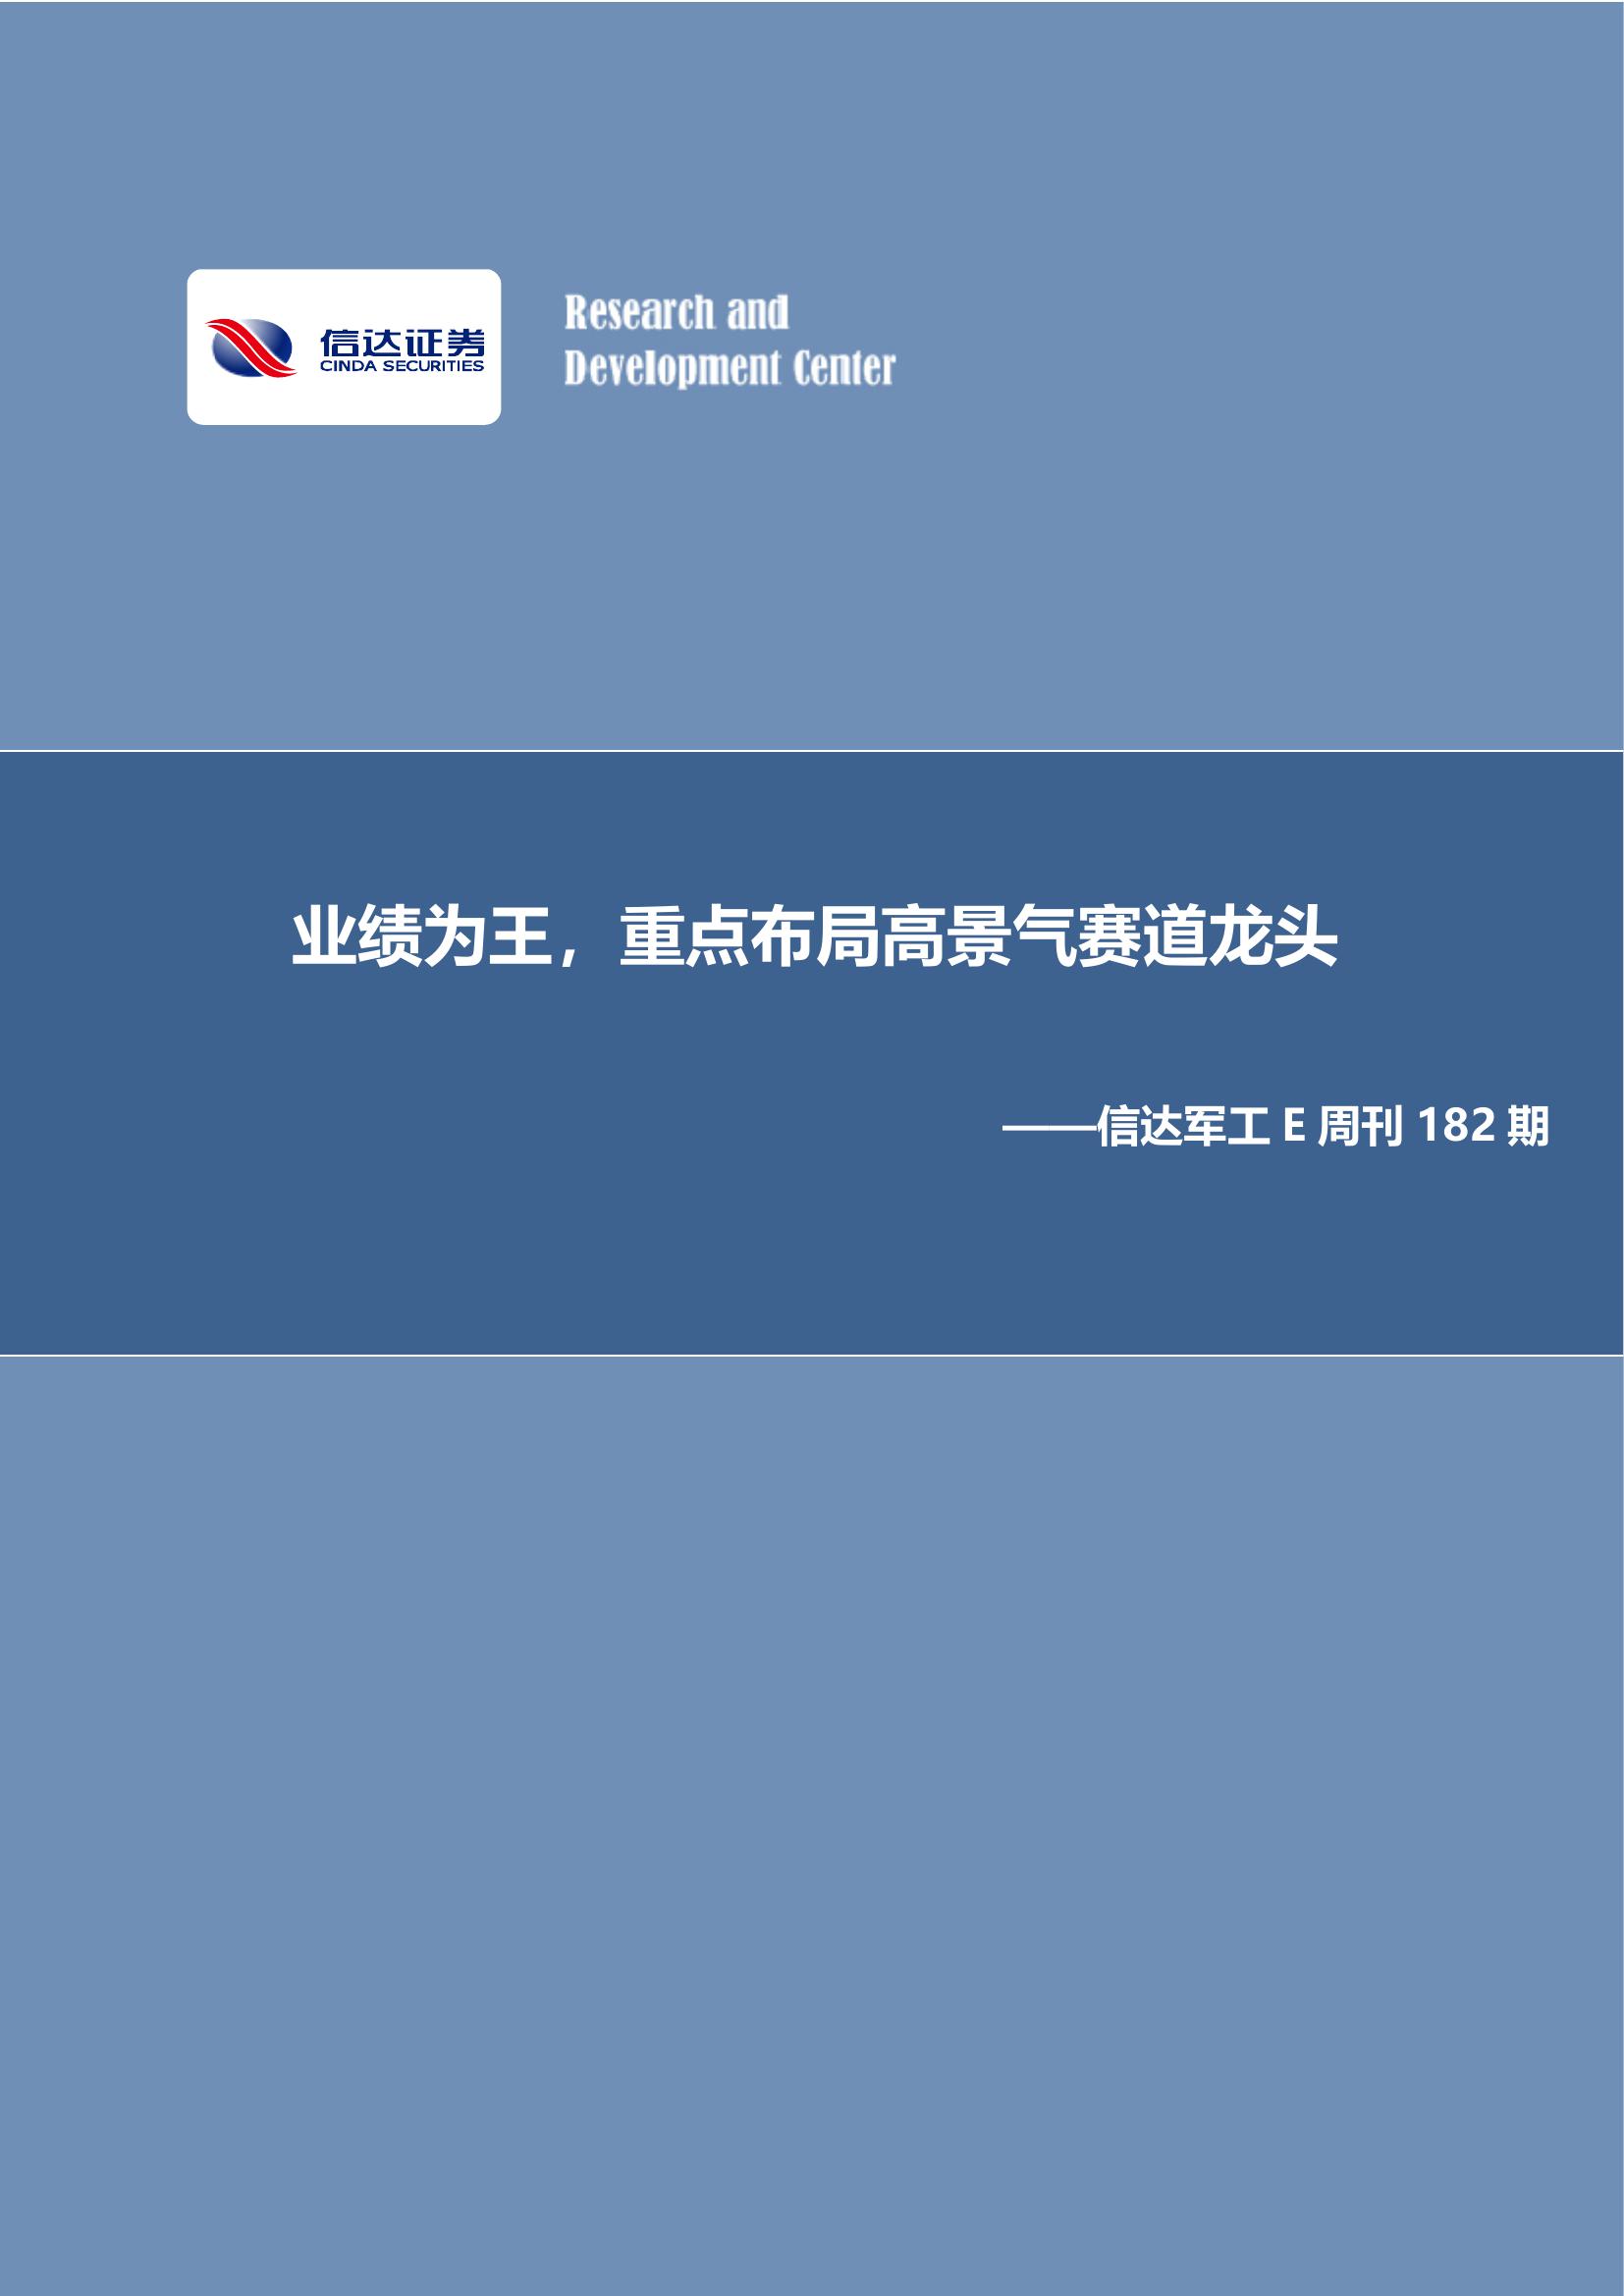 信达证券
CINDA SECURITIES
Research and
Development Center
业绩为王，重点布局高景气赛道龙头
——信达军工 E 周刊 182 期